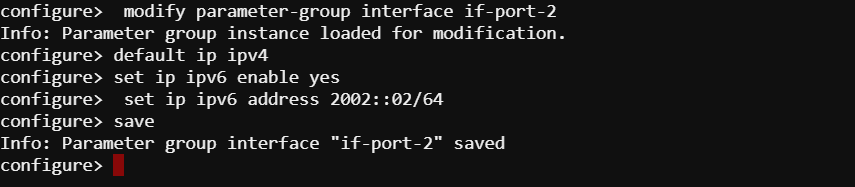 configure>  modify parameter-group interface if-port-2
Info: Parameter group instance loaded for modification.
configure> default ip ipv4
configure> set ip ipv6 enable yes
configure>  set ip ipv6 address 2002::02/64
configure> save
Info: Parameter group interface "if-port-2" saved
configure>